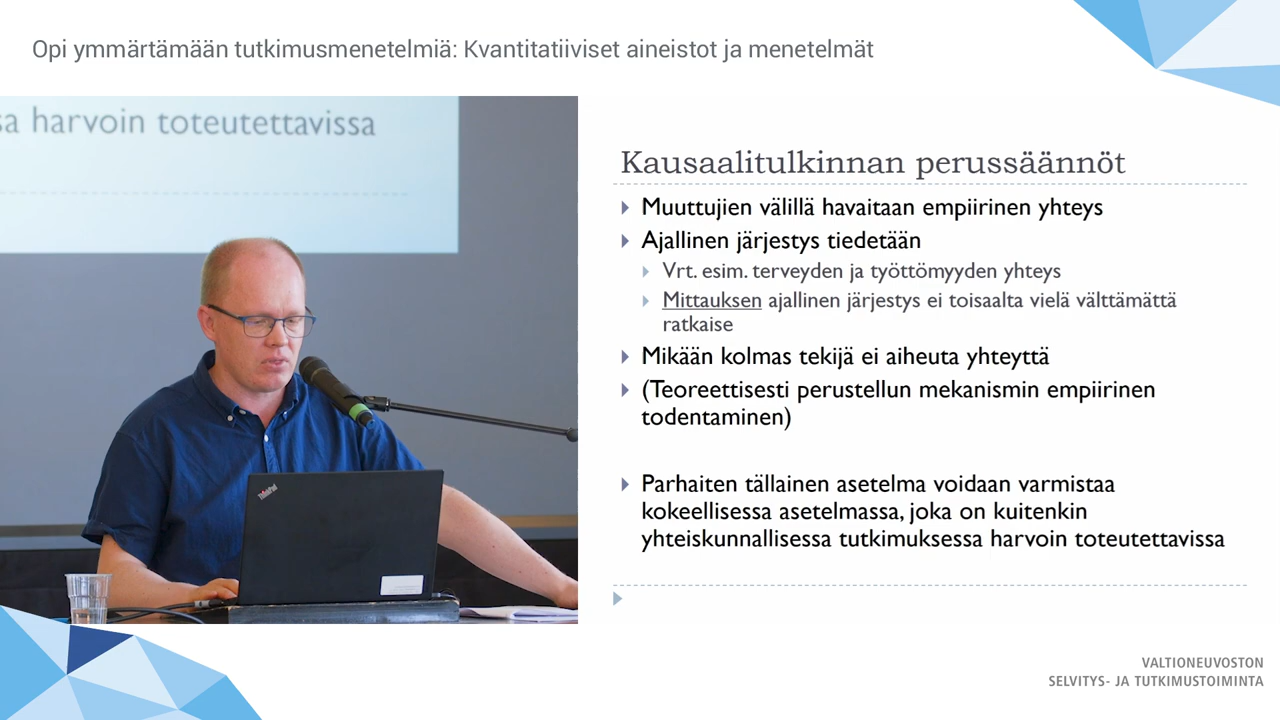 Opi ymmärtämään tutkimusmenetelmiä: Kvantitatiiviset aineistot ja menetelmät
harvoin toteutettavissa
ThinkPad
Kausaalitulkinnan perussäännöt
Muuttujien välillä havaitaan empiirinen yhteys
Ajallinen järjestys tiedetään
Vrt. esim. terveyden ja työttömyyden yhteys
Mittauksen ajallinen järjestys ei toisaalta vielä välttämättä
ratkaise
Mikään kolmas tekijä ei aiheuta yhteyttä
(Teoreettisesti perustellun mekanismin empiirinen
todentaminen)
Parhaiten tällainen asetelma voidaan varmistaa
kokeellisessa asetelmassa, joka on kuitenkin
yhteiskunnallisessa tutkimuksessa harvoin toteutettavissa
VALTIONEUVOSTON
SELVITYS- JA TUTKIMUSTOIMINTA